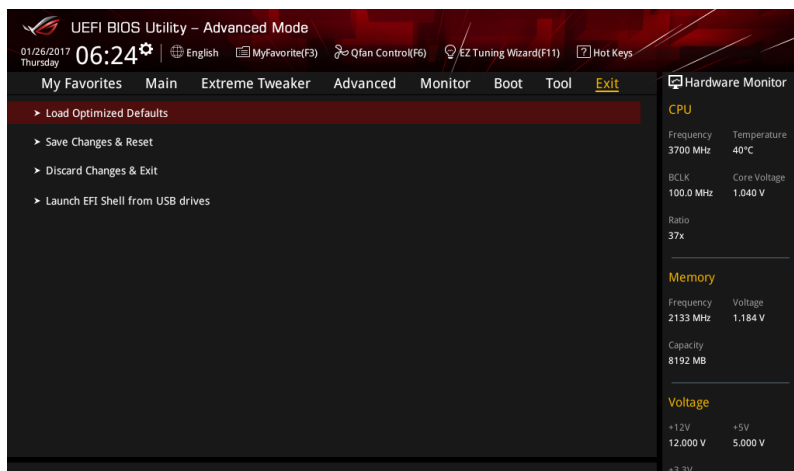 UEFI BIOS Utility – Advanced Mode
01/26/2017 Thursday 06:24 English MyFavorite(F3) Qfan Control(F6) EZ Tuning Wizard(F11) ? Hot Keys
My Favorites Main Extreme Tweaker Advanced Monitor Boot Tool Exit
Load Optimized Defaults
Save Changes & Reset
Discard Changes & Exit
Launch EFI Shell from USB drives
Hardware Monitor
CPU
Frequency Temperature
3700 MHz 40°C
BCLK Core Voltage
100.0 MHz 1.040 V
Ratio
37x
Memory
Frequency Voltage
2133 MHz 1.184 V
Capacity
8192 MB
Voltage
+12V +5V
12.000 V 5.000 V
+3.3V